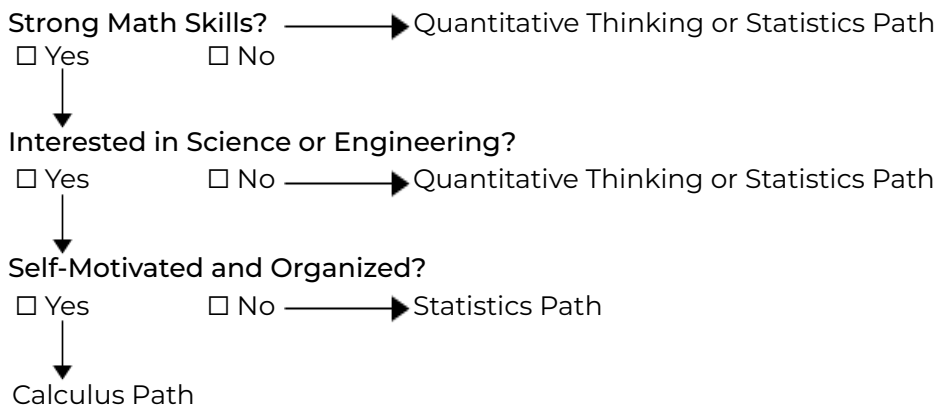 Strong Math Skills? Quantitative Thinking or Statistics Path
☐ Yes ☐ No
Interested in Science or Engineering?
☐ Yes ☐ No Quantitative Thinking or Statistics Path
Self-Motivated and Organized?
☐ Yes ☐ No Statistics Path
Calculus Path